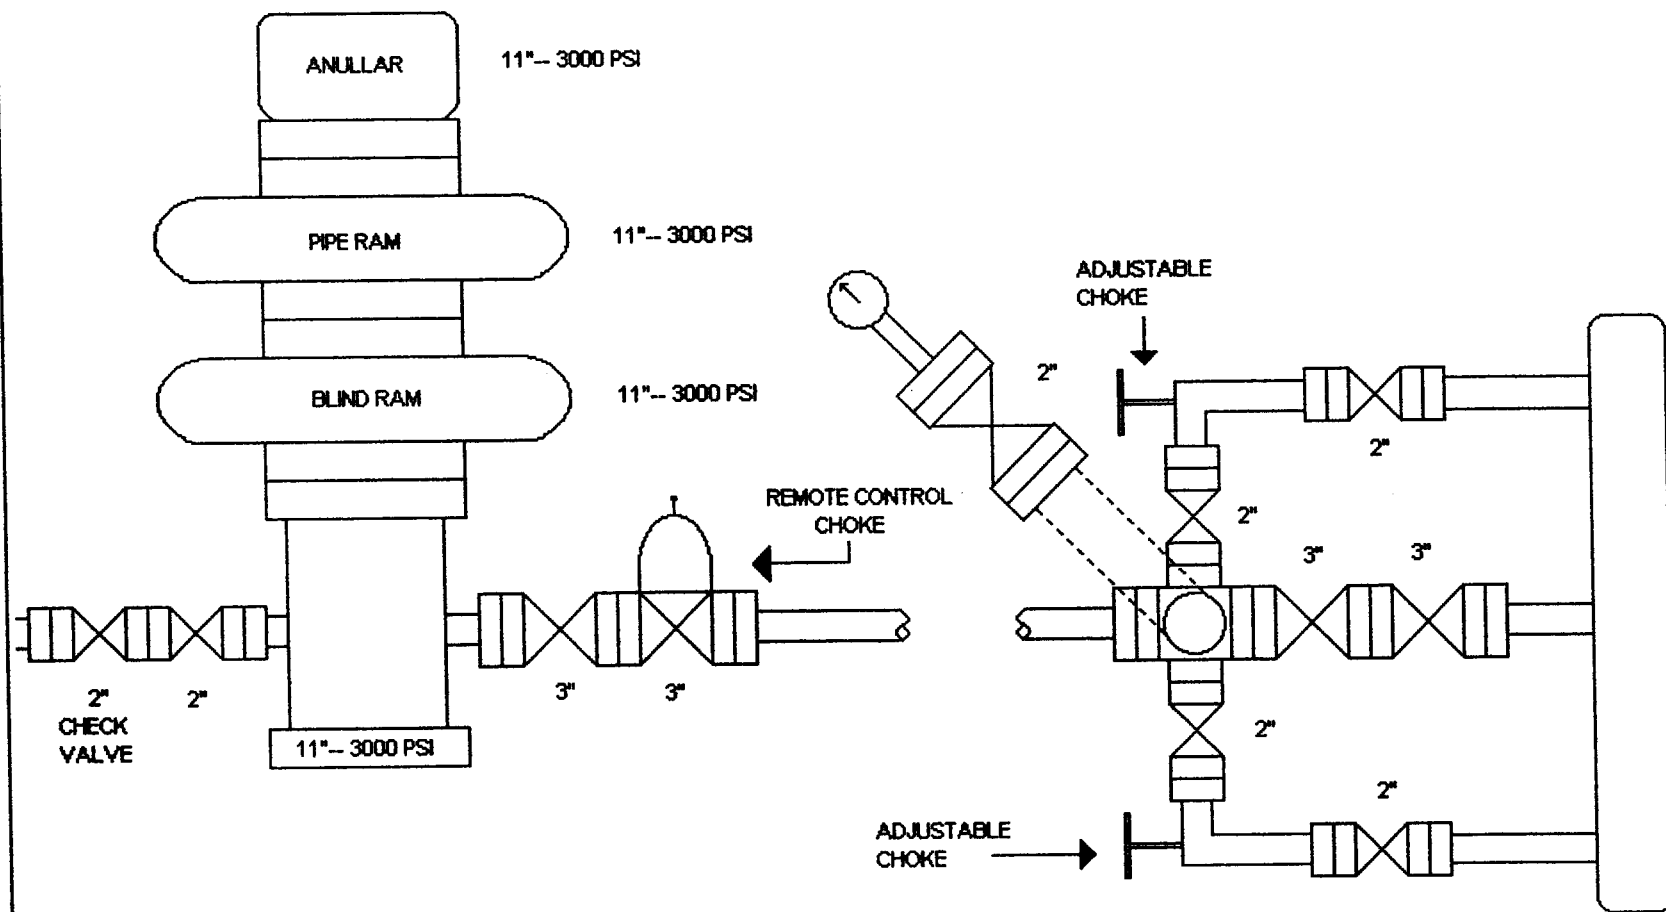 ANULLAR
11"-- 3000 PSI
PIPE RAM
11"-- 3000 PSI
BLIND RAM
11"-- 3000 PSI
ADJUSTABLE
CHOKE
2"
2"
REMOTE CONTROL
CHOKE
2"
3"
3"
2"
CHECK
VALVE
2"
3"
3"
11"-- 3000 PSI
2"
2"
ADJUSTABLE
CHOKE